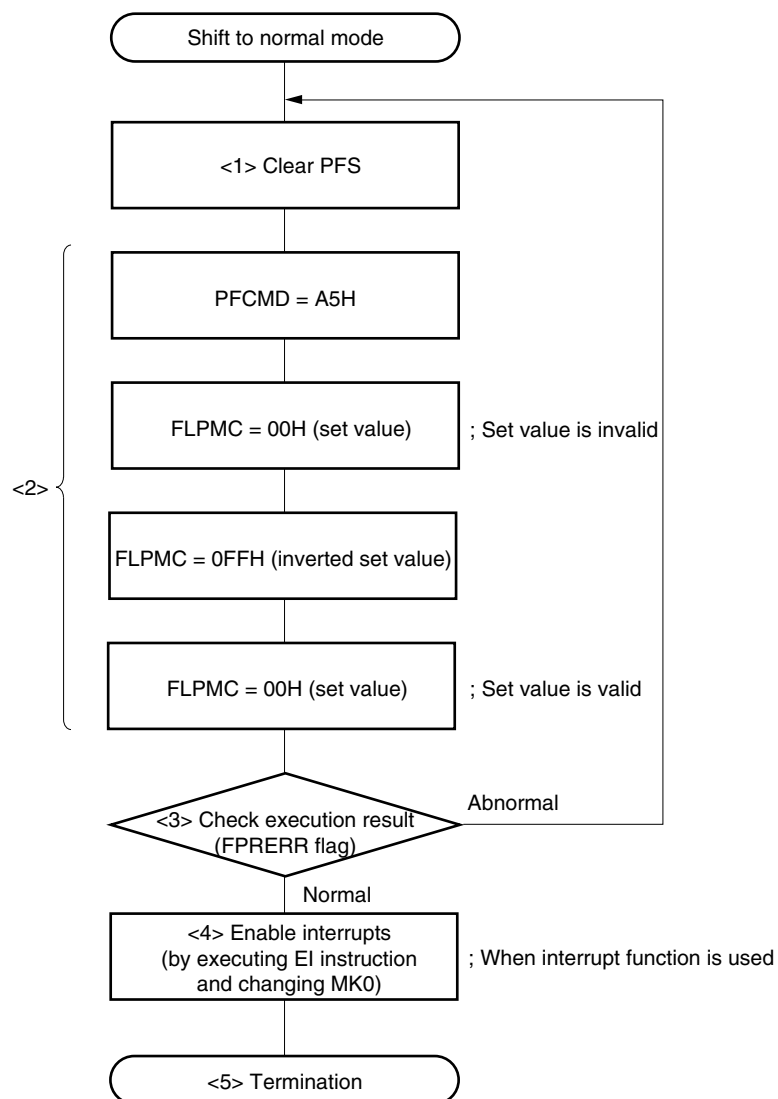 Shift to normal mode
<1> Clear PFS
PFCMD = A5H
FLPMC = 00H (set value)
; Set value is invalid
<2>
FLPMC = 0FFH (inverted set value)
FLPMC = 00H (set value)
; Set value is valid
<3> Check execution result
(FPRERR flag)
Abnormal
Normal
<4> Enable interrupts
(by executing EI instruction
and changing MK0)
; When interrupt function is used
<5> Termination